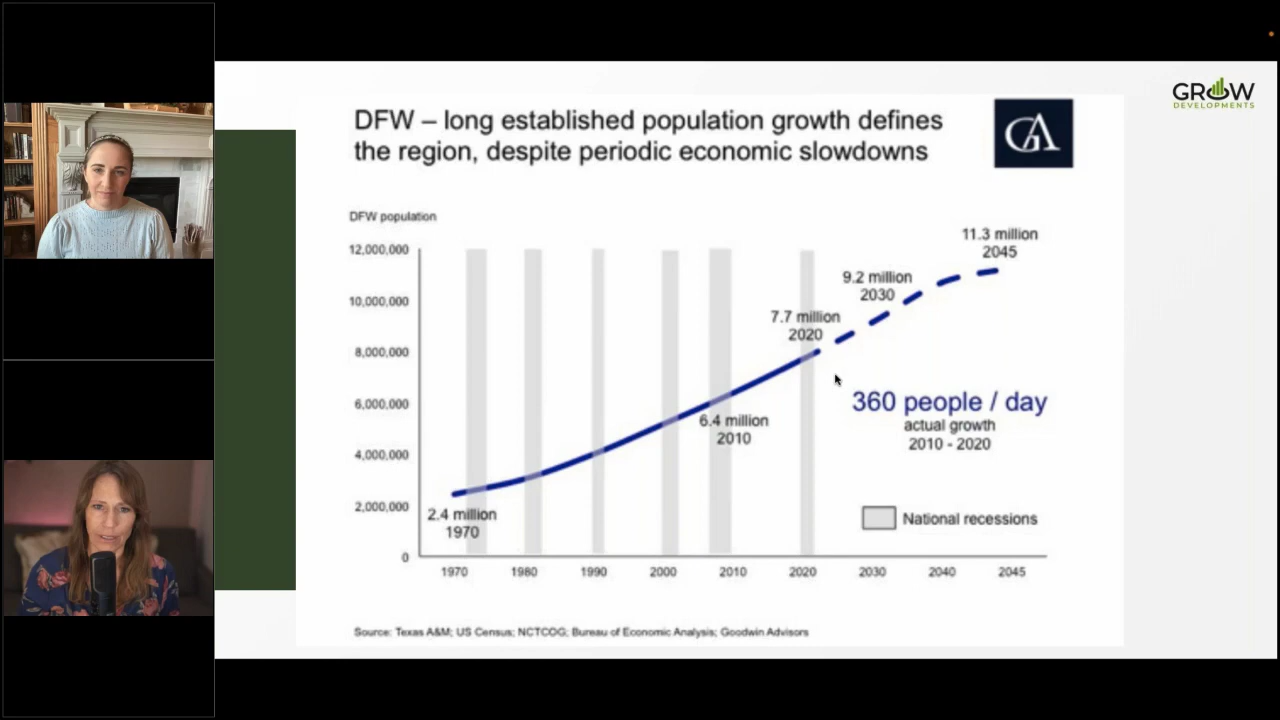 GROW
DEVELOPMENTS
DFW – long established population growth defines
the region, despite periodic economic slowdowns
GA
DFW population
12,000,000
10,000,000
8,000,000
6,000,000
4,000,000
2,000,000
0
2.4 million
1970
6.4 million
2010
7.7 million
2020
9.2 million
2030
11.3 million
2045
360 people / day
actual growth
2010 - 2020
National recessions
1970 1980 1990 2000 2010 2020 2030 2040 2045
Source: Texas A&M; US Census; NCTCOG; Bureau of Economic Analysis; Goodwin Advisors